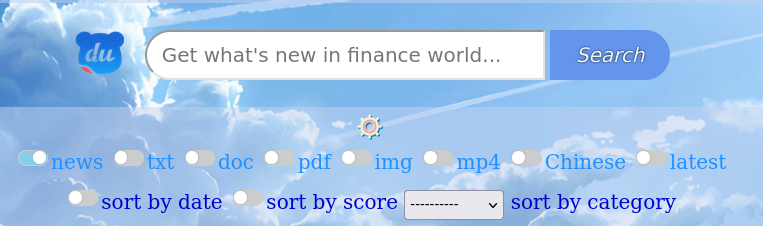 du Get what's new in finance world... Search
news txt doc pdf img mp4 Chinese latest
sort by date sort by score ---------- sort by category